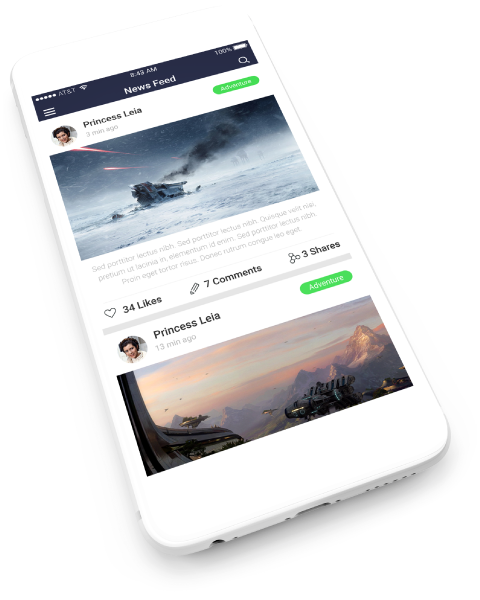 AT&T 8:43 AM 100%
News Feed
Princess Leia Adventure
3 min ago
Sed porttitor lectus nibh. Sed porttitor lectus nibh. Quisque velit nisi,
pretium ut lacinia in, elementum id enim. Sed porttitor lectus nibh.
Proin eget tortor risus. Donec rutrum congue leo eget.
34 Likes 7 Comments 3 Shares
Princess Leia Adventure
13 min ago